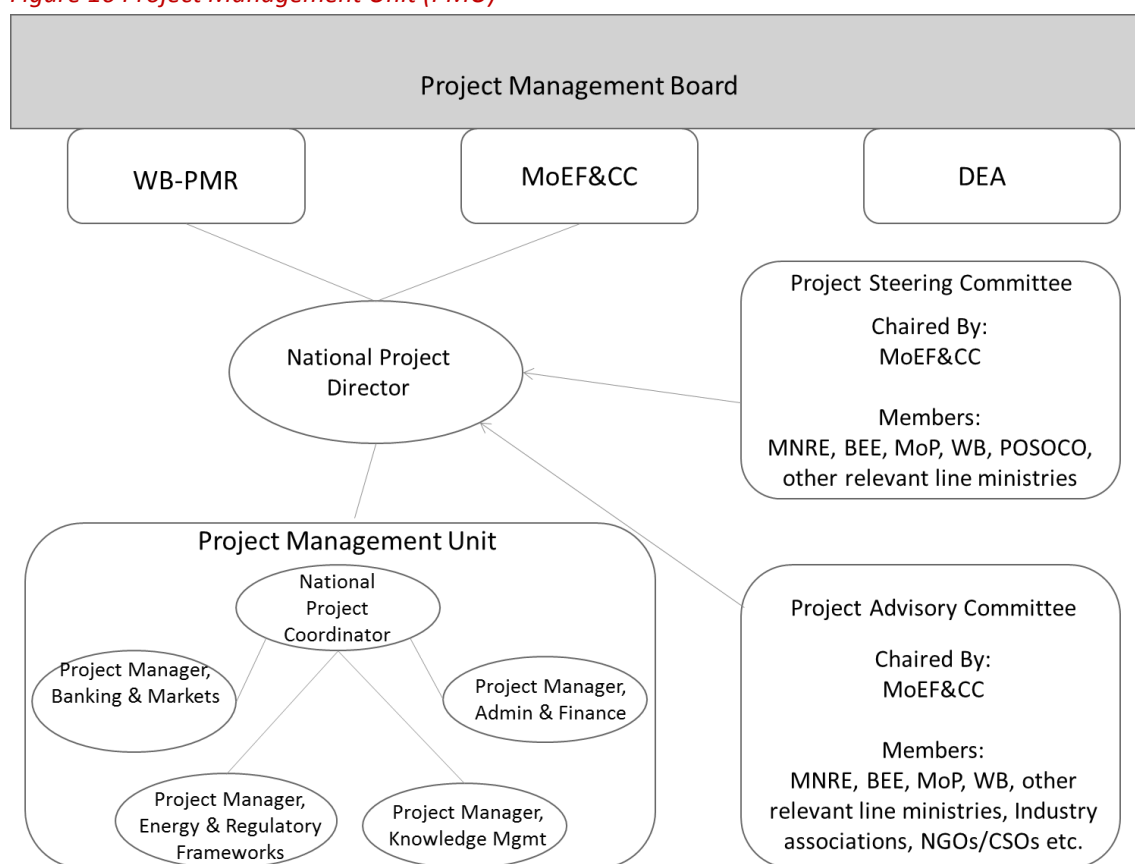 Figure 16 Project Management Unit (PMU)
Project Management Board
WB-PMR
MoEF&CC
DEA
National Project
Director
Project Steering Committee
Chaired By:
MoEF&CC
Members:
MNRE, BEE, MoP, WB, POSOCO,
other relevant line ministries
Project Management Unit
National
Project
Coordinator
Project Manager,
Banking & Markets
Project Manager,
Admin & Finance
Project Manager,
Energy & Regulatory
Frameworks
Project Manager,
Knowledge Mgmt
Project Advisory Committee
Chaired By:
MoEF&CC
Members:
MNRE, BEE, MoP, WB, other
relevant line ministries, Industry
associations, NGOs/CSOs etc.